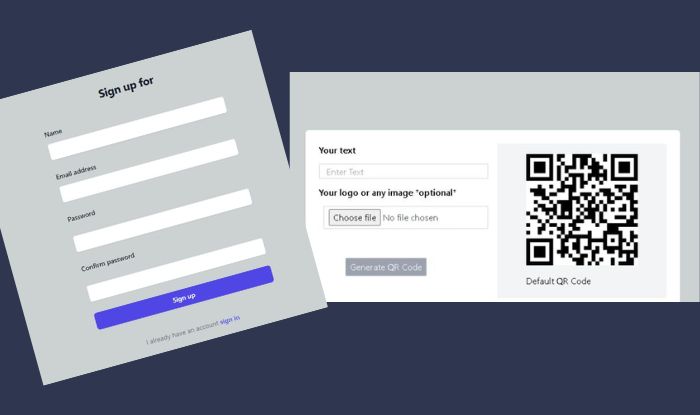 Sign up for
Name
Email address
Password
Confirm password
Sign up
I already have an account sign in
Your text
Enter Text
Your logo or any image "optional"
Choose file No file chosen
Generate QR Code
Default QR Code